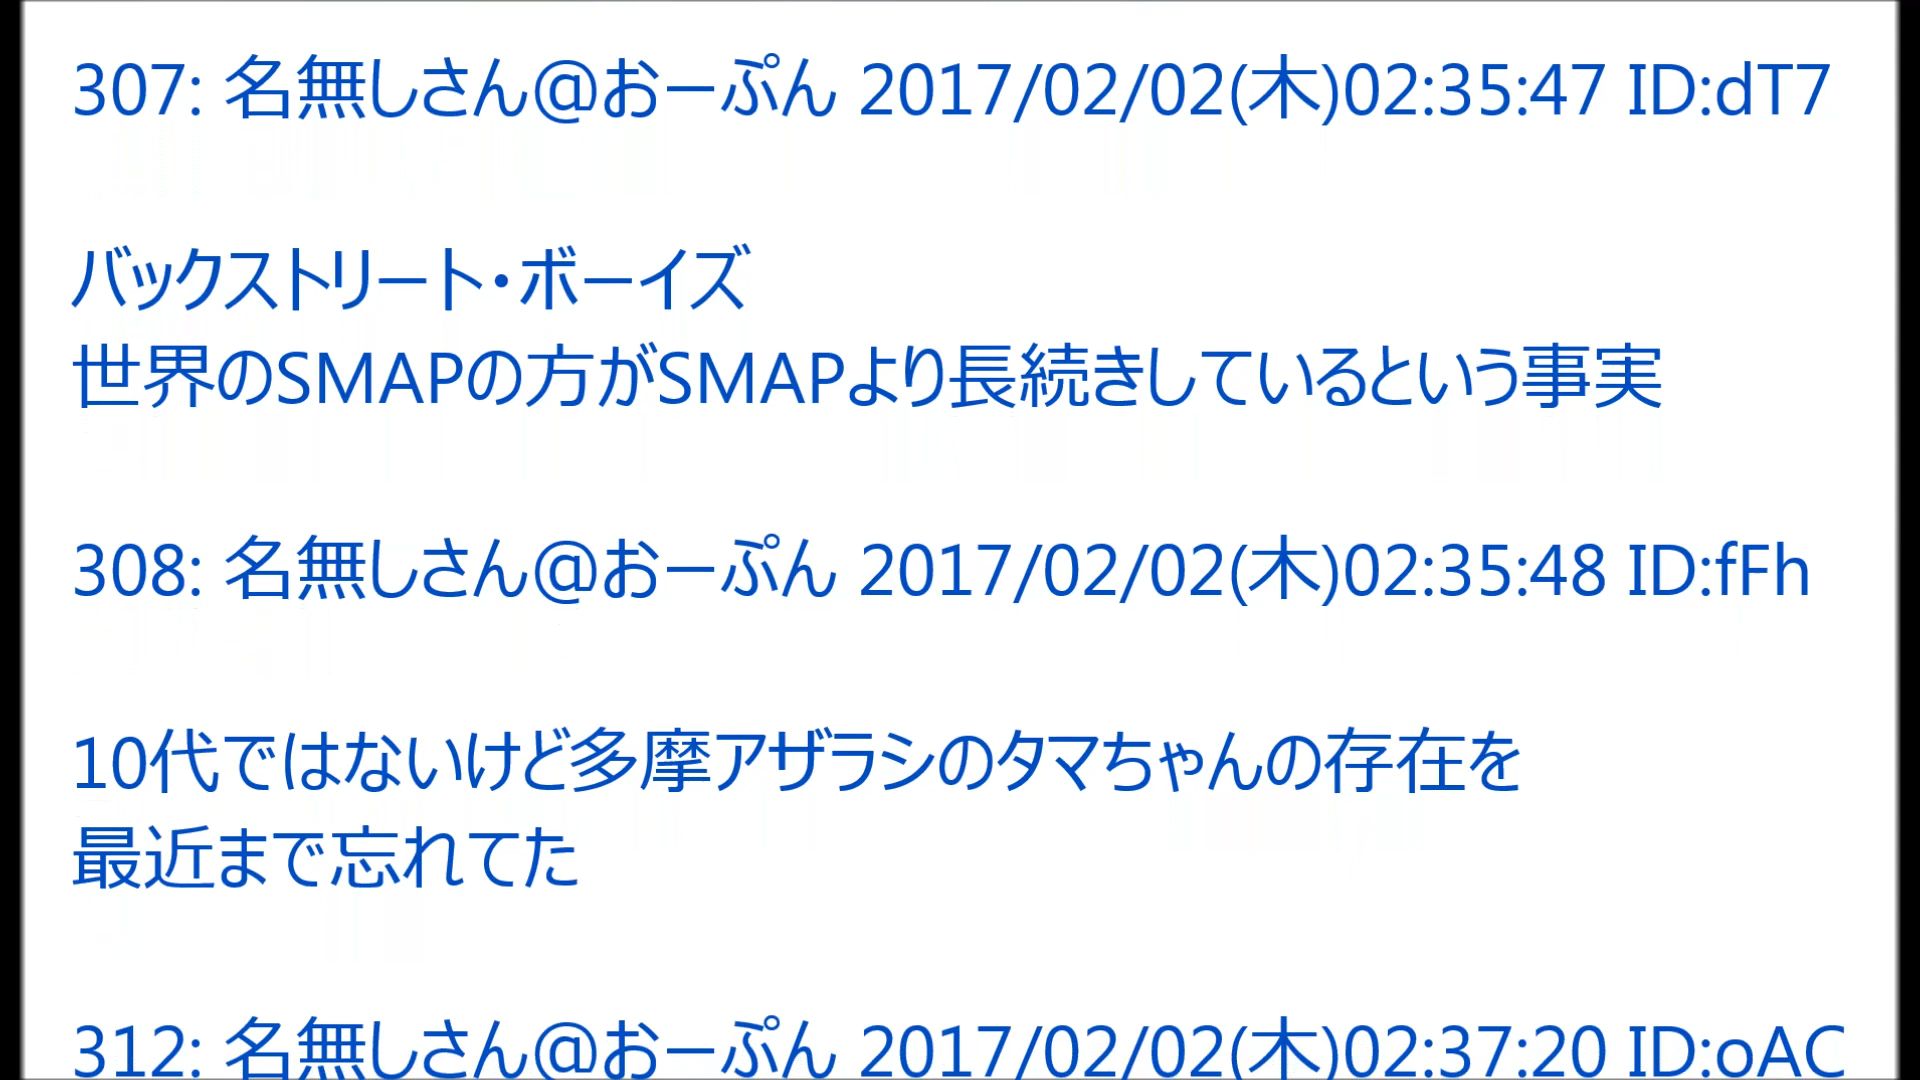 307: 名無しさん@おーぷん 2017/02/02(木)02:35:47 ID:dT7
バックストリート・ボーイズ
世界のSMAPの方がSMAPより長続きしているという事実
308: 名無しさん@おーぷん 2017/02/02(木)02:35:48 ID:fFh
10代ではないけど多摩アザラシのタマちゃんの存在を
最近まで忘れてた
312: 名無しさん@おーぷん 2017/02/02(木)02:37:20 ID:oAC